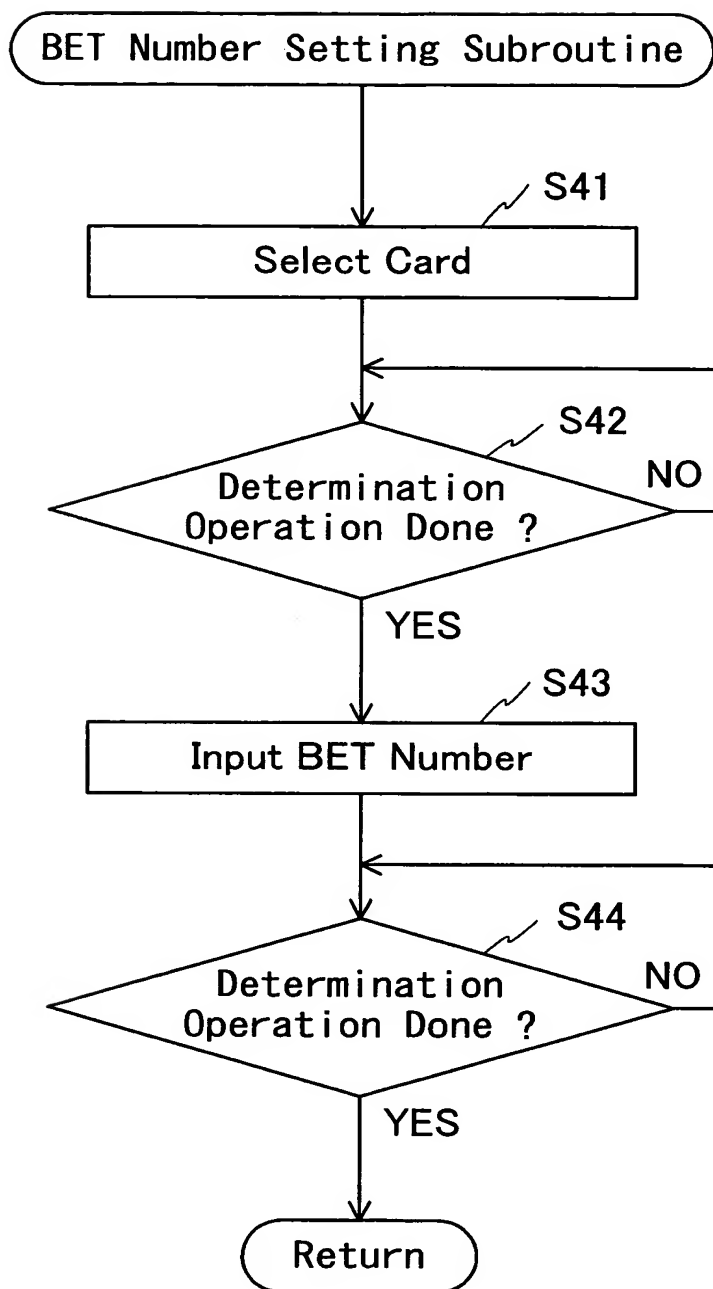 BET Number Setting Subroutine
S41
Select Card
S42
Determination
Operation Done ?
NO
YES
S43
Input BET Number
S44
Determination
Operation Done ?
NO
YES
Return